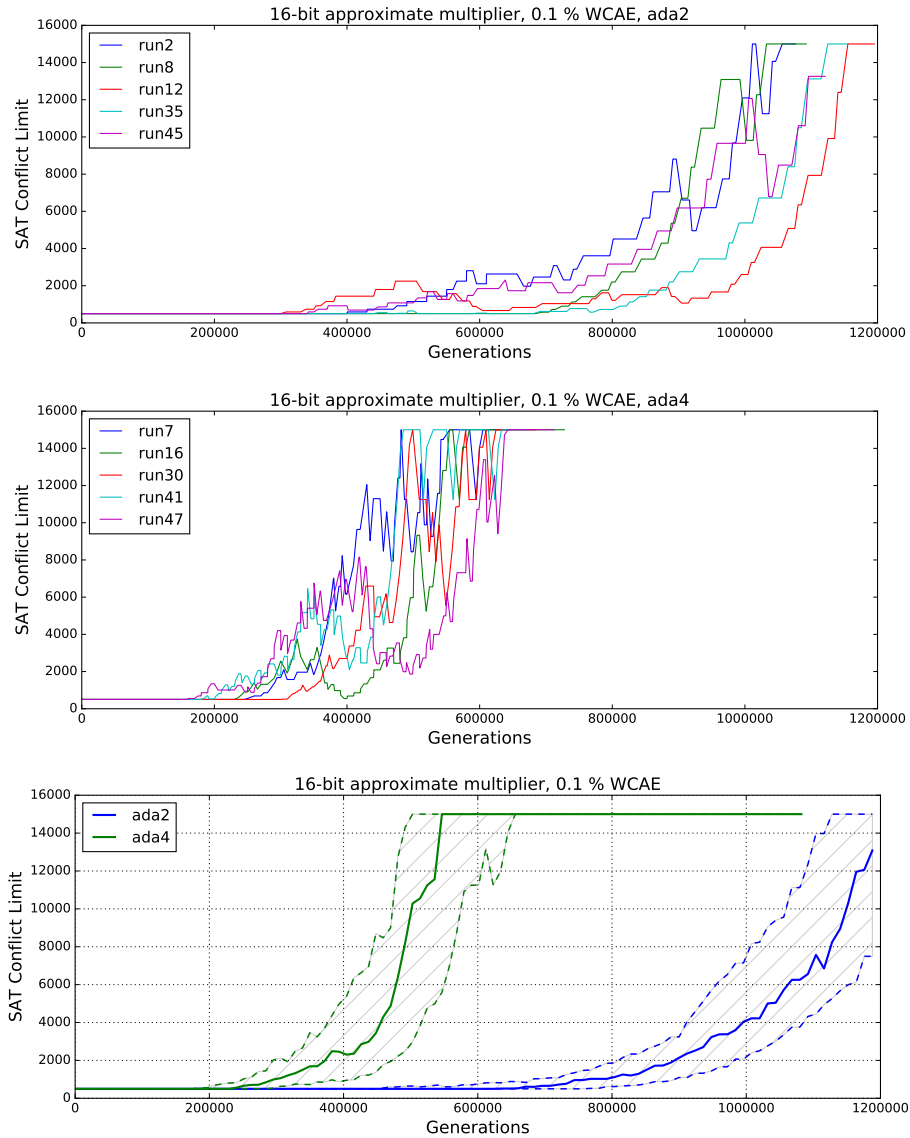 16-bit approximate multiplier, 0.1 % WCAE, ada2
16000
14000
12000
10000
8000
6000
4000
2000
0
SAT Conflict Limit
run2
run8
run12
run35
run45
0 200000 400000 600000 800000 1000000 1200000
Generations
16-bit approximate multiplier, 0.1 % WCAE, ada4
16000
14000
12000
10000
8000
6000
4000
2000
0
SAT Conflict Limit
run7
run16
run30
run41
run47
0 200000 400000 600000 800000 1000000 1200000
Generations
16-bit approximate multiplier, 0.1 % WCAE
16000
14000
12000
10000
8000
6000
4000
2000
0
SAT Conflict Limit
ada2
ada4
0 200000 400000 600000 800000 1000000 1200000
Generations